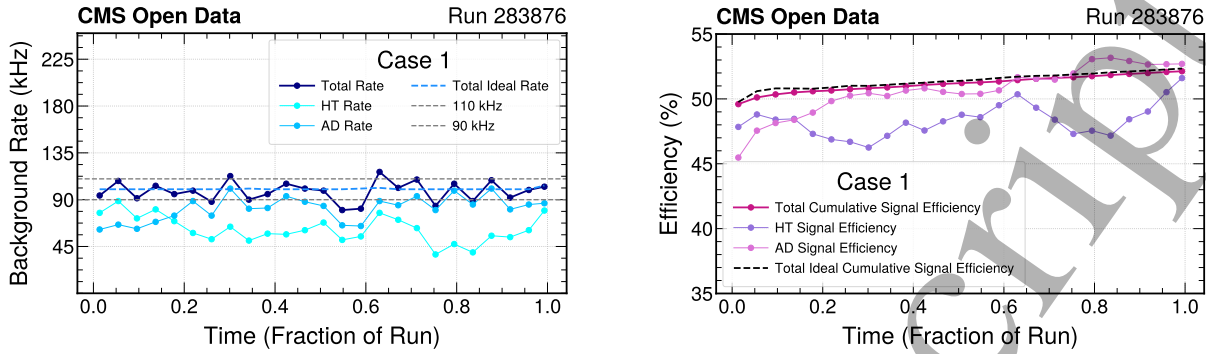 CMS Open Data Run 283876
Background Rate (kHz)
225
180
135
90
45
Case 1
Total Rate
HT Rate
AD Rate
Total Ideal Rate
110 kHz
90 kHz
0.0 0.2 0.4 0.6 0.8 1.0
Time (Fraction of Run)
CMS Open Data Run 283876
Efficiency (%)
55
50
45
40
35
Case 1
Total Cumulative Signal Efficiency
HT Signal Efficiency
AD Signal Efficiency
Total Ideal Cumulative Signal Efficiency
0.0 0.2 0.4 0.6 0.8 1.0
Time (Fraction of Run)
crip